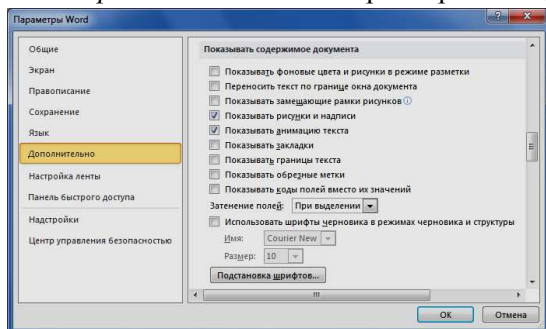 Параметры Word
Общие
Экран
Правописание
Сохранение
Язык
Дополнительно
Настройка ленты
Панель быстрого доступа
Надстройки
Центр управления безопасностью
Показывать содержимое документа
Показывать фоновые цвета и рисунки в режиме разметки
Переносить текст по границе окна документа
Показывать замещающие рамки рисунков
Показывать рисунки и надписи
Показывать анимацию текста
Показывать закладки
Показывать границы текста
Показывать обрезные метки
Показывать коды полей вместо их значений
Затенение полей: При выделении
Использовать шрифты черновика в режимах черновика и структуры
Имя: Courier New
Размер: 10
Подстановка шрифтов...
ОК Отмена